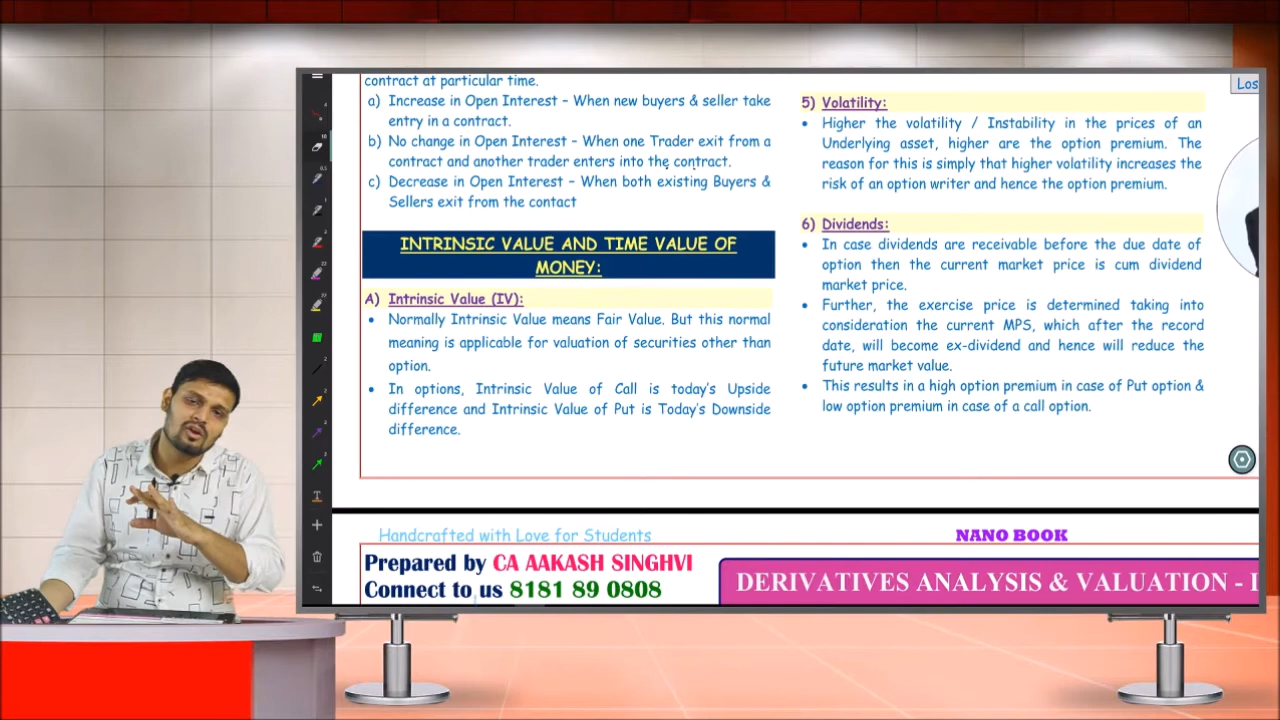 contract at particular time.
a) Increase in Open Interest – When new buyers & seller take
entry in a contract.
b) No change in Open Interest – When one Trader exit from a
contract and another trader enters into the contract.
c) Decrease in Open Interest – When both existing Buyers &
Sellers exit from the contact
INTRINSIC VALUE AND TIME VALUE OF
MONEY:
A) Intrinsic Value (IV):
• Normally Intrinsic Value means Fair Value. But this normal
meaning is applicable for valuation of securities other than
option.
• In options, Intrinsic Value of Call is today's Upside
difference and Intrinsic Value of Put is Today's Downside
difference.
Los
5) Volatility:
• Higher the volatility / Instability in the prices of an
Underlying asset, higher are the option premium. The
reason for this is simply that higher volatility increases the
risk of an option writer and hence the option premium.
6) Dividends:
• In case dividends are receivable before the due date of
option then the current market price is cum dividend
market price.
• Further, the exercise price is determined taking into
consideration the current MPS, which after the record
date, will become ex-dividend and hence will reduce the
future market value.
• This results in a high option premium in case of Put option &
low option premium in case of a call option.
Handcrafted with Love for Students
NANO BOOK
Prepared by CA AAKASH SINGHVI
Connect to us 8181 89 0808
DERIVATIVES ANALYSIS & VALUATION -